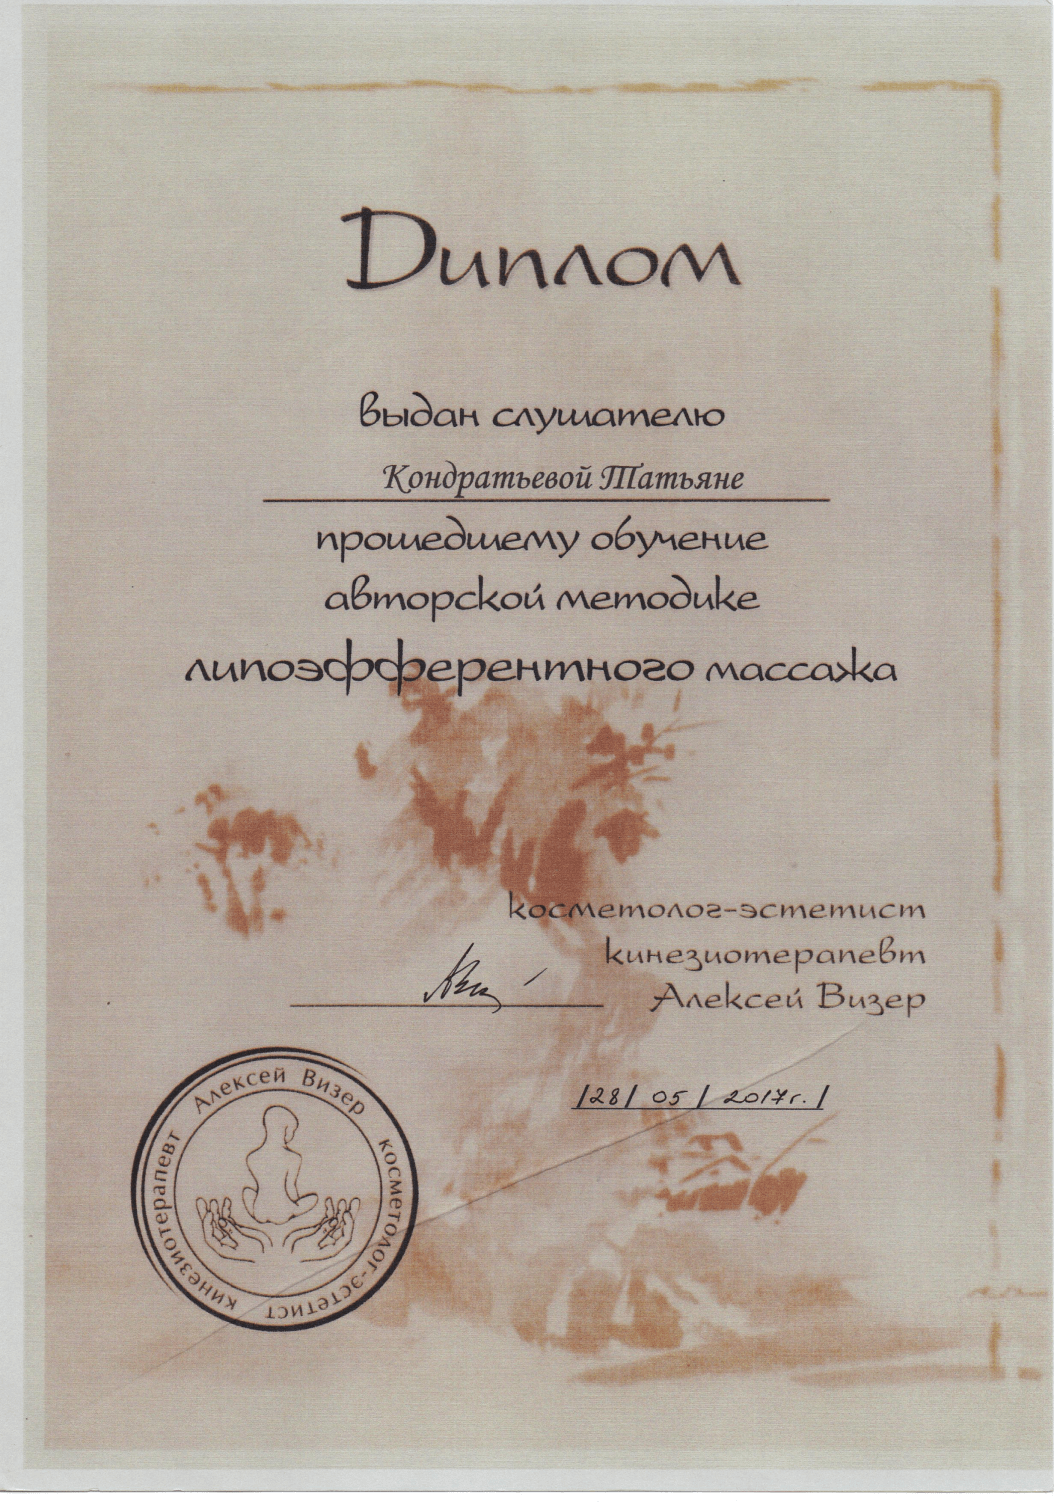 Диплом
выдан слушателю
Кондратьевой Татьяне
прошедшему обучение
авторской методике
липоэфферентного массажа
косметолог-эстетист
кинезиотерапевт
Алексей Визер
/28/ 05 / 2017г. /
Алексей Визер косметолог-эстетист кинезиотерапевт